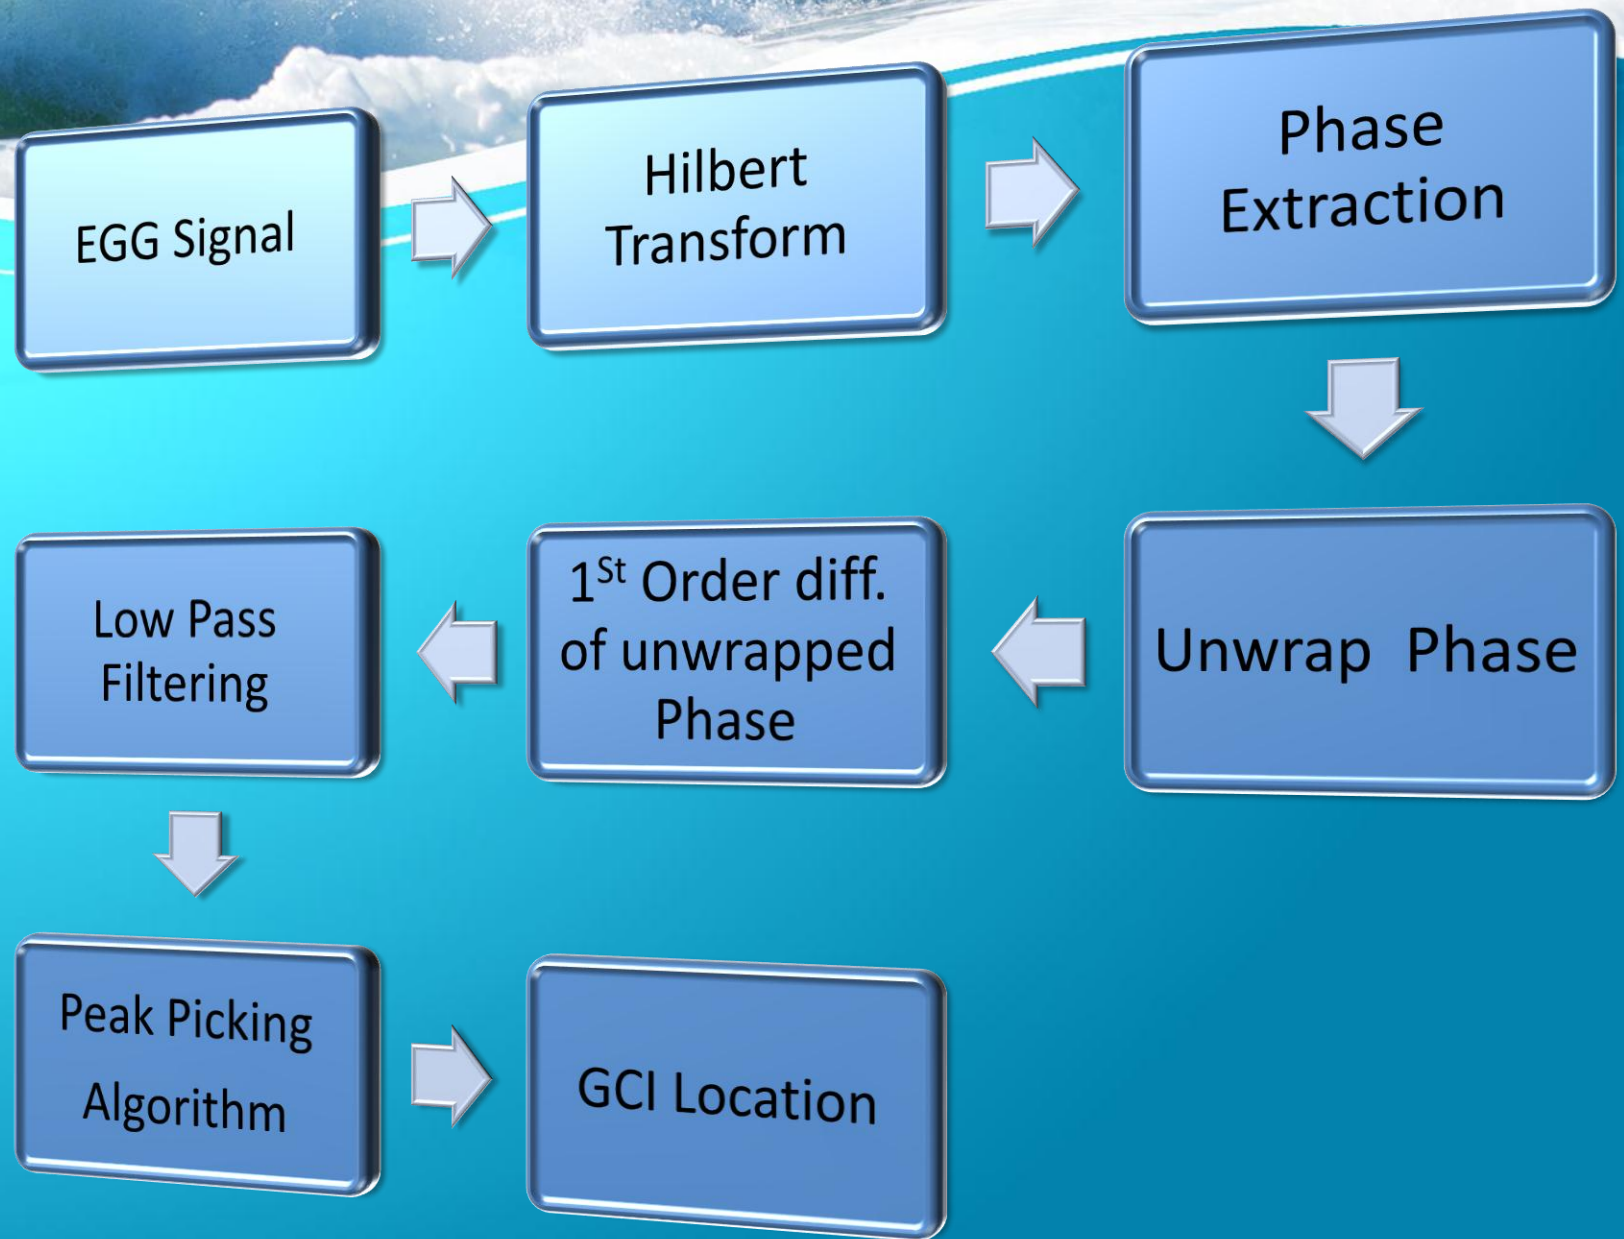 EGG Signal
Hilbert
Transform
Phase
Extraction
Unwrap Phase
1St Order diff.
of unwrapped
Phase
Low Pass
Filtering
Peak Picking
Algorithm
GCI Location